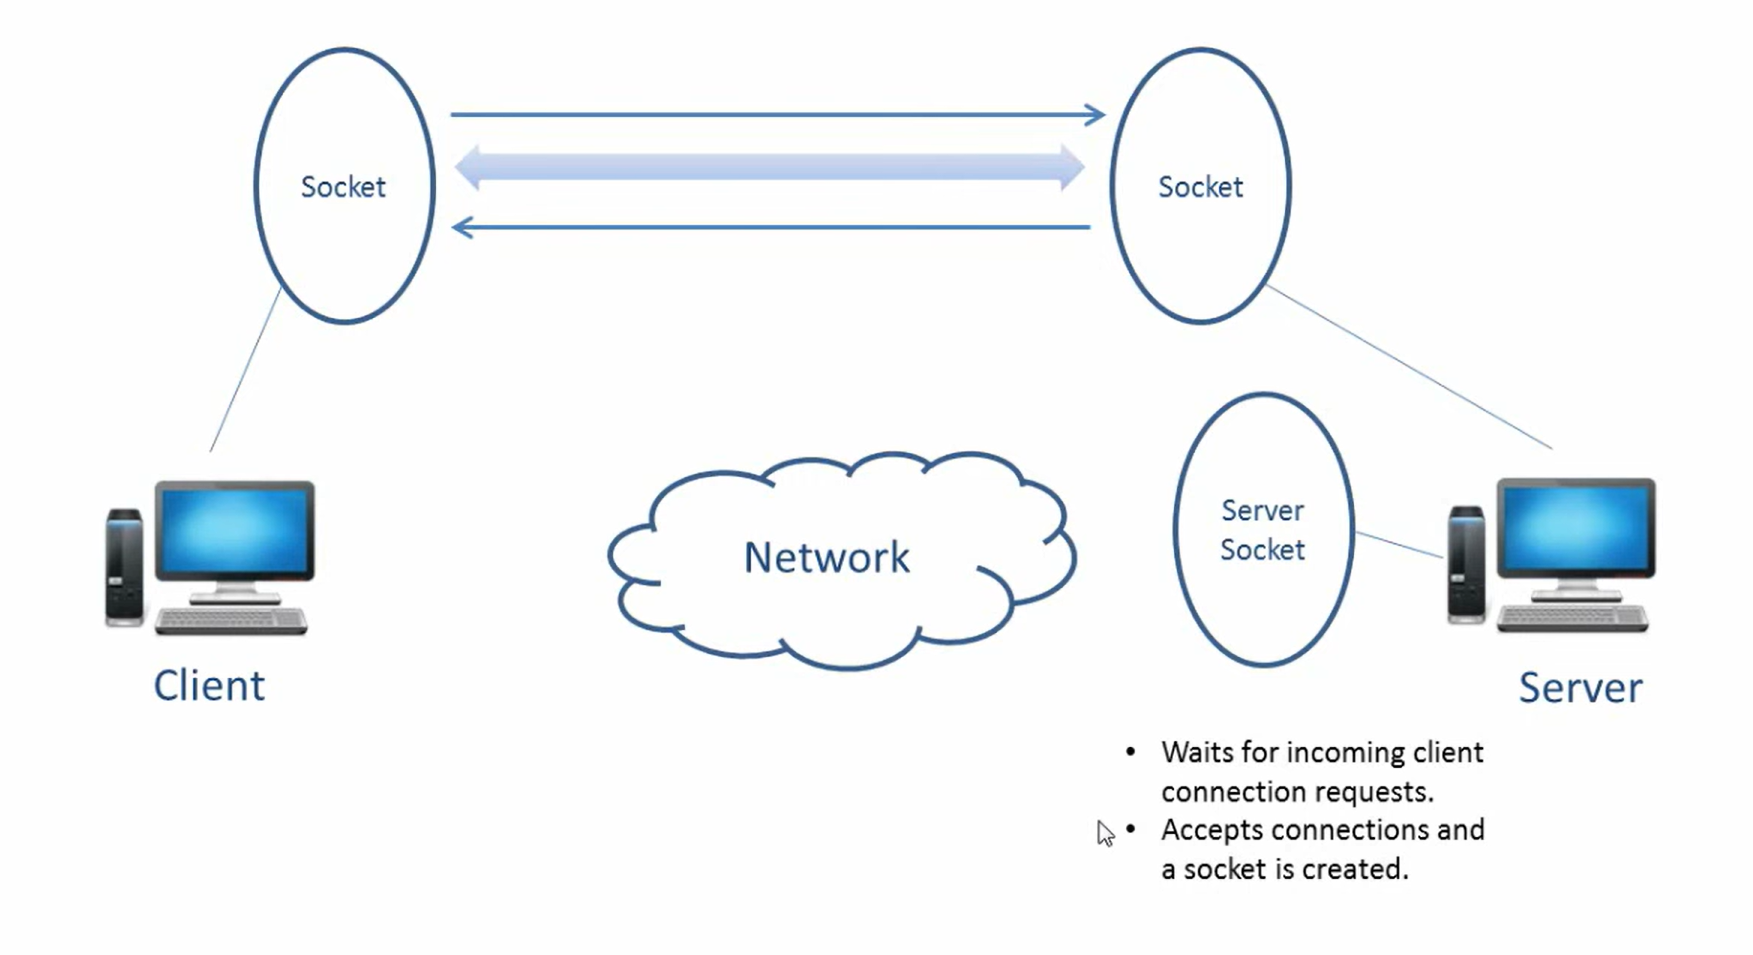 Socket
Socket
Network
Server
Socket
Client
Server
• Waits for incoming client
connection requests.
• Accepts connections and
a socket is created.